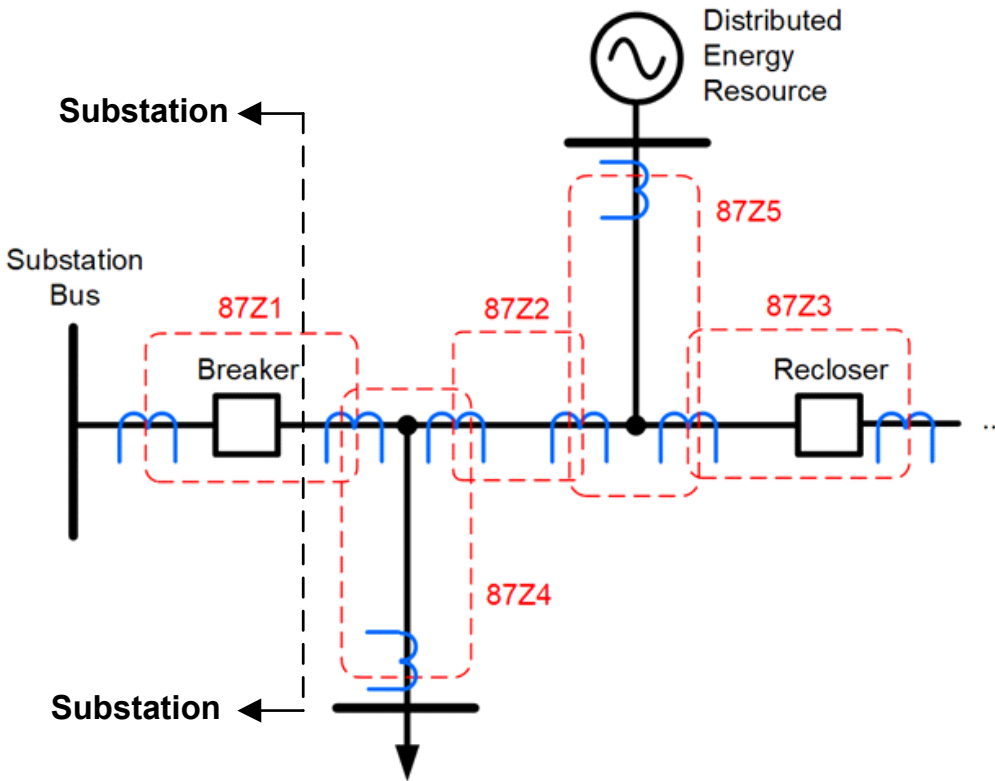 Distributed
Energy
Resource
Substation
87Z5
Substation
Bus
87Z1
87Z2
87Z3
Breaker
Recloser
..
87Z4
Substation